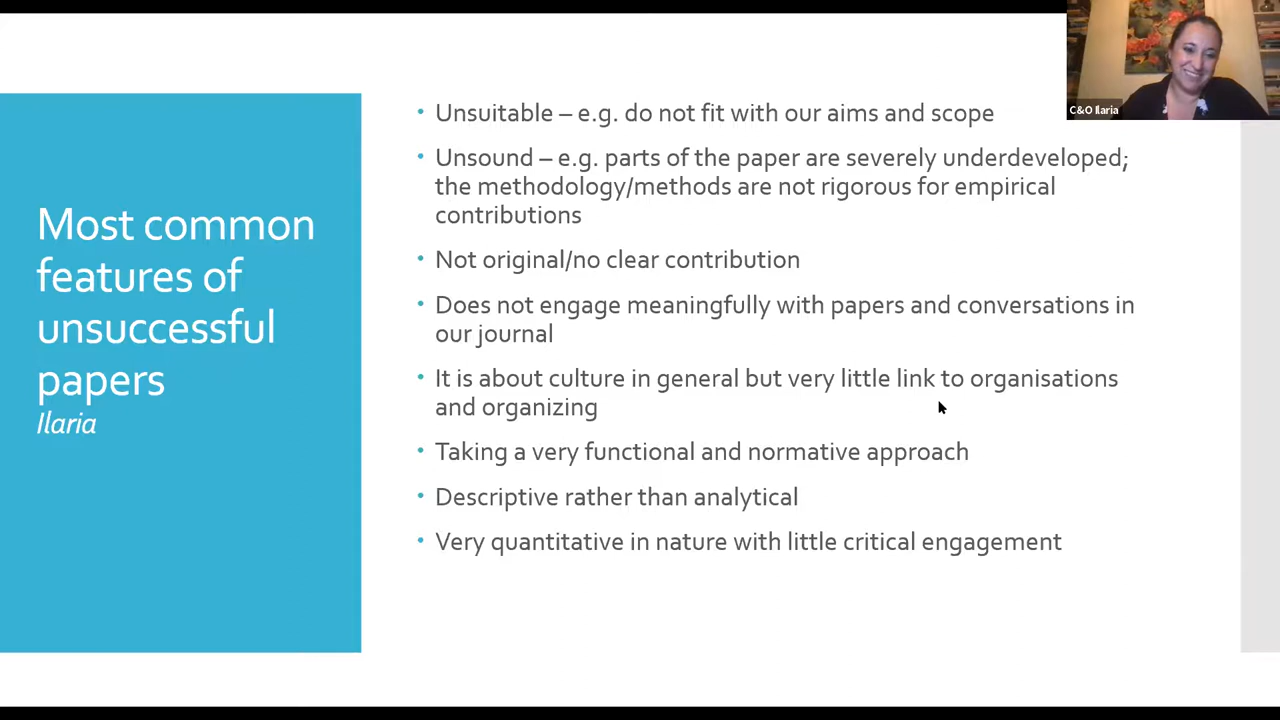 Most common
features of
unsuccessful
papers
Ilaria
• Unsuitable – e.g. do not fit with our aims and scope
• Unsound – e.g. parts of the paper are severely underdeveloped;
the methodology/methods are not rigorous for empirical
contributions
• Not original/no clear contribution
• Does not engage meaningfully with papers and conversations in
our journal
• It is about culture in general but very little link to organisations
and organizing
• Taking a very functional and normative approach
• Descriptive rather than analytical
• Very quantitative in nature with little critical engagement
C&O Ilaria